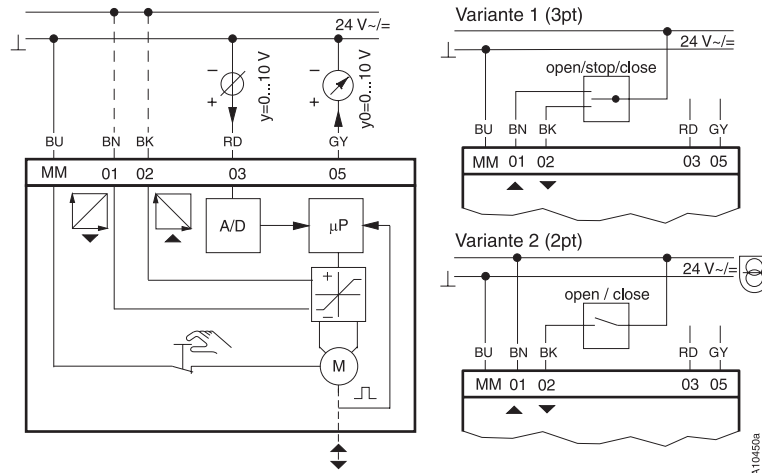 24 V~/=
⊥
–
+
y=0...10 V
–
+
y0=0...10 V
BU BN BK RD GY
MM 01 02 03 05
A/D
µP
+
–
M
Variante 1 (3pt)
24 V~/=
⊥
open/stop/close
BU BN BK RD GY
MM 01 02 03 05
Variante 2 (2pt)
24 V~/=
⊥
open / close
BU BN BK RD GY
MM 01 02 03 05
A10450a